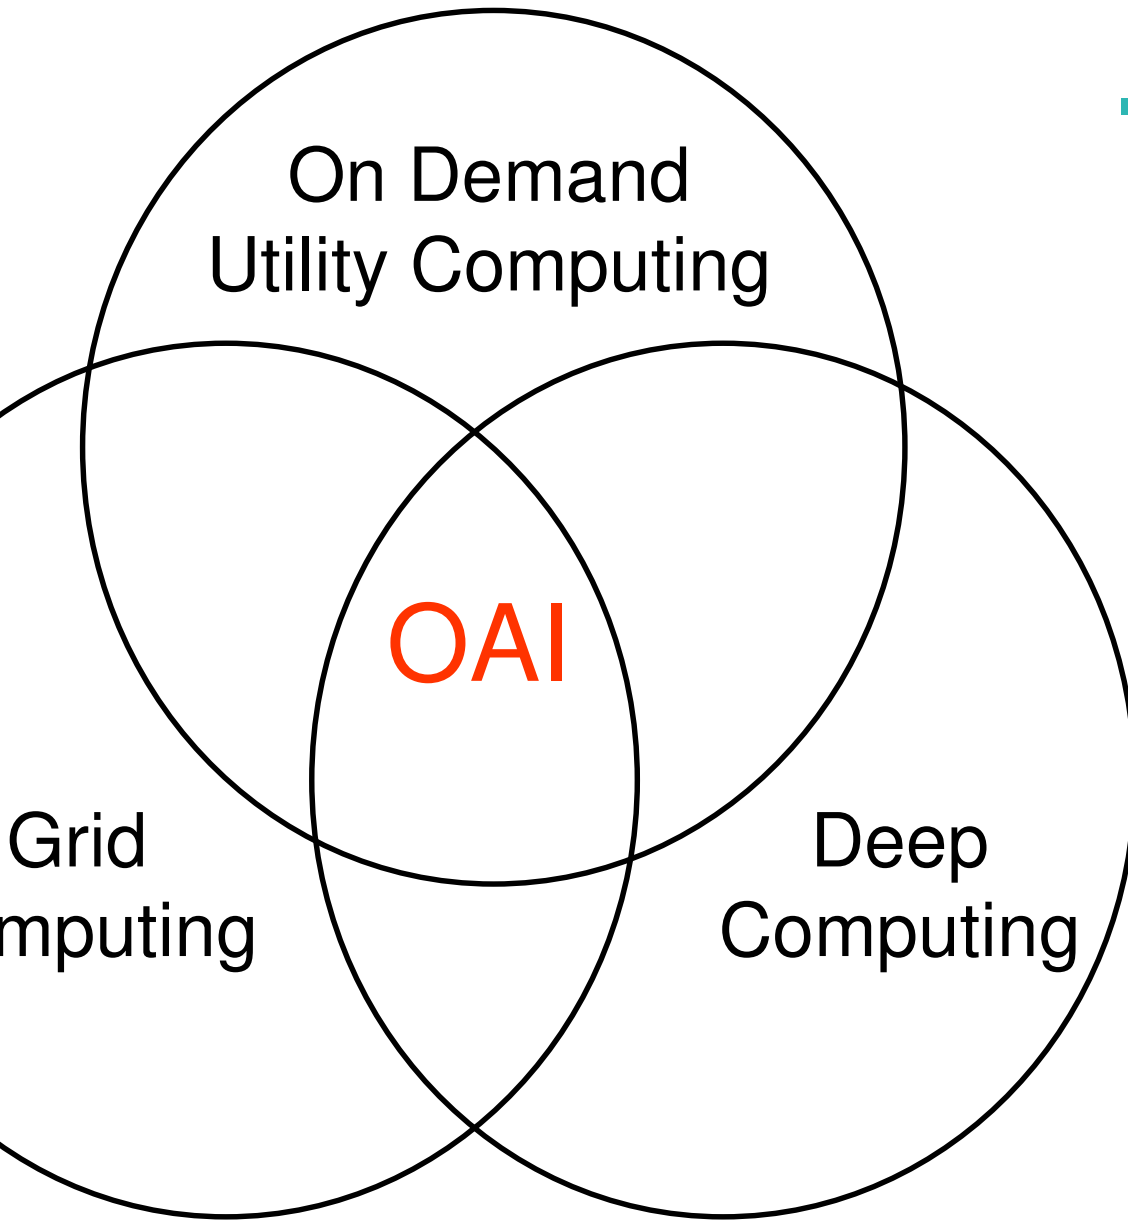 On Demand
Utility Computing
OAI
Grid
mputing
Deep
Computing